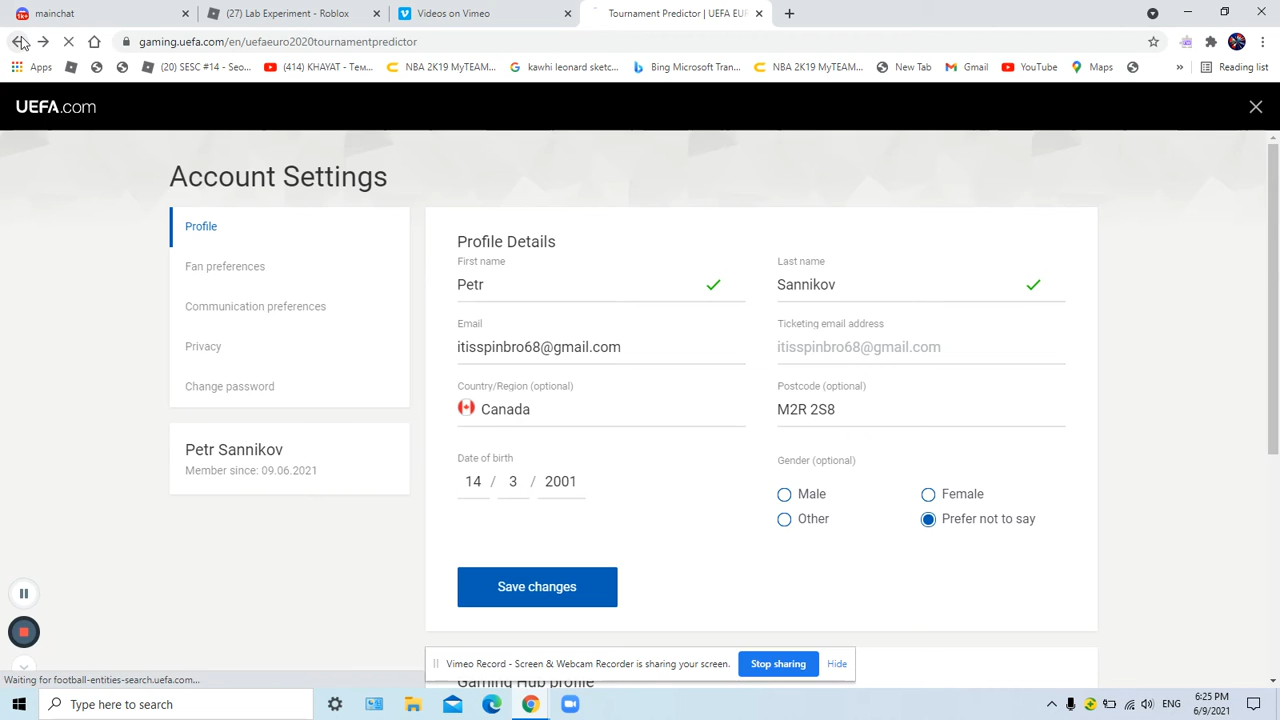 mainchat
(27) Lab Experiment - Roblox
Videos on Vimeo
Tournament Predictor | UEFA EUR
gaming.uefa.com/en/uefaeuro2020tournamentpredictor
Apps
(20) SESC #14 - Seo...
(414) KHAYAT - Тем...
NBA 2K19 MyTEAM...
kawhi leonard sketc...
Bing Microsoft Tran...
NBA 2K19 MyTEAM...
New Tab
Gmail
YouTube
Maps
»
Reading list
UEFA.com
Account Settings
Profile
Fan preferences
Communication preferences
Privacy
Change password
Petr Sannikov
Member since: 09.06.2021
Profile Details
First name
Last name
Petr
Sannikov
Email
Ticketing email address
itisspinbro68@gmail.com
itisspinbro68@gmail.com
Country/Region (optional)
Postcode (optional)
Canada
M2R 2S8
Date of birth
Gender (optional)
14 / 3 / 2001
Male
Female
Other
Prefer not to say
Save changes
Vimeo Record - Screen & Webcam Recorder is sharing your screen.
Stop sharing
Hide
Gaming Hub profile
Waiting for football-entities-search.uefa.com...
Type here to search
ENG
6:25 PM
6/9/2021